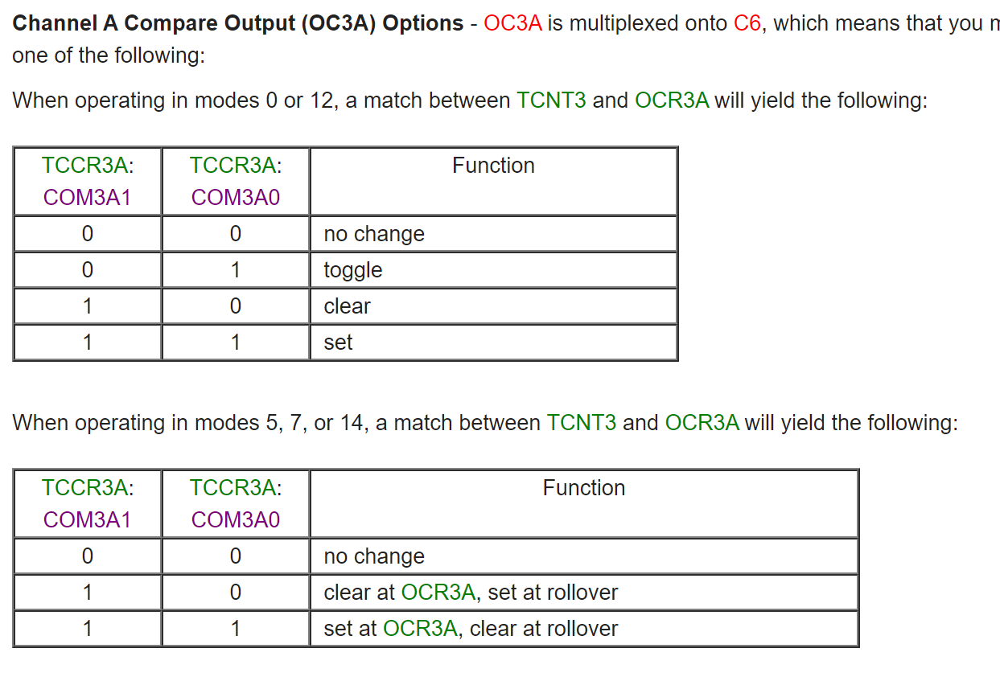 Channel A Compare Output (OC3A) Options - OC3A is multiplexed onto C6, which means that you
one of the following:
When operating in modes 0 or 12, a match between TCNT3 and OCR3A will yield the following:
TCCR3A: TCCR3A: Function
COM3A1 COM3A0
0 0 no change
0 1 toggle
1 0 clear
1 1 set
When operating in modes 5, 7, or 14, a match between TCNT3 and OCR3A will yield the following:
TCCR3A: TCCR3A: Function
COM3A1 COM3A0
0 0 no change
1 0 clear at OCR3A, set at rollover
1 1 set at OCR3A, clear at rollover